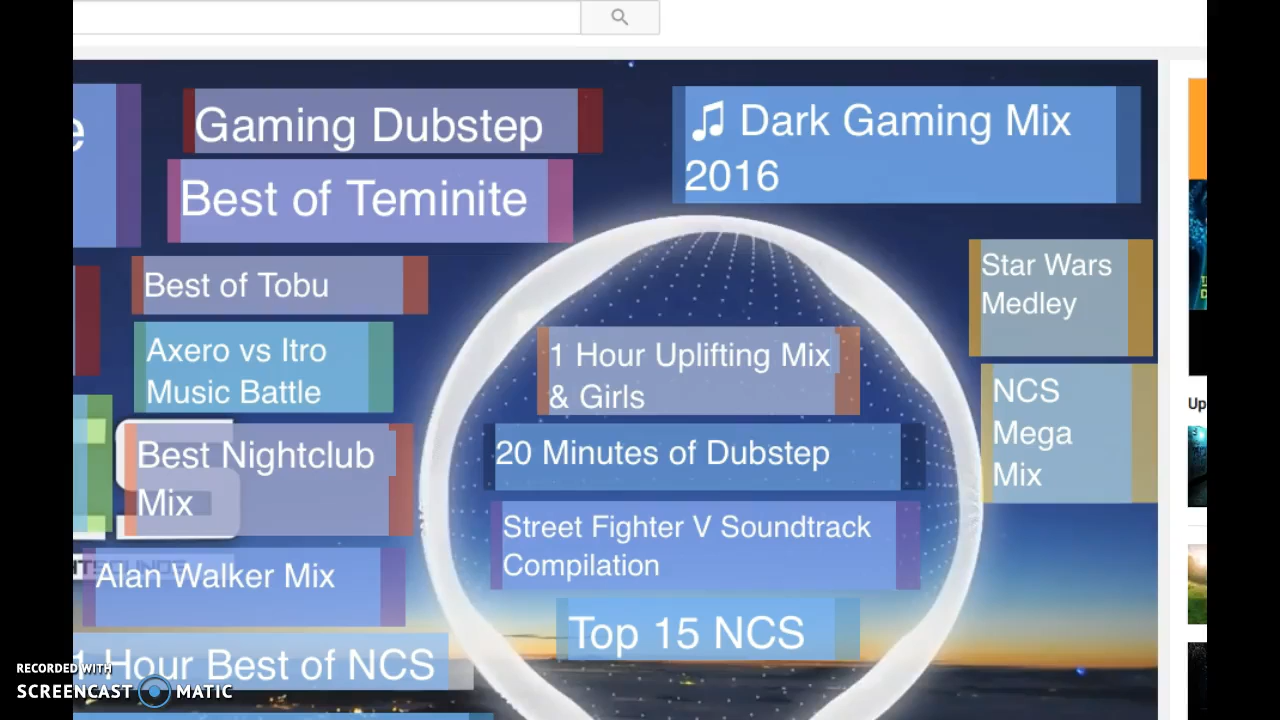 e
Gaming Dubstep
♫ Dark Gaming Mix
2016
Best of Teminite
Star Wars
Medley
Best of Tobu
Axero vs Itro
Music Battle
1 Hour Uplifting Mix
& Girls
NCS
Mega
Mix
Up
Best Nightclub
Mix
20 Minutes of Dubstep
Street Fighter V Soundtrack
Compilation
Alan Walker Mix
Top 15 NCS
1 Hour Best of NCS
RECORDED WITH
SCREENCAST MATIC